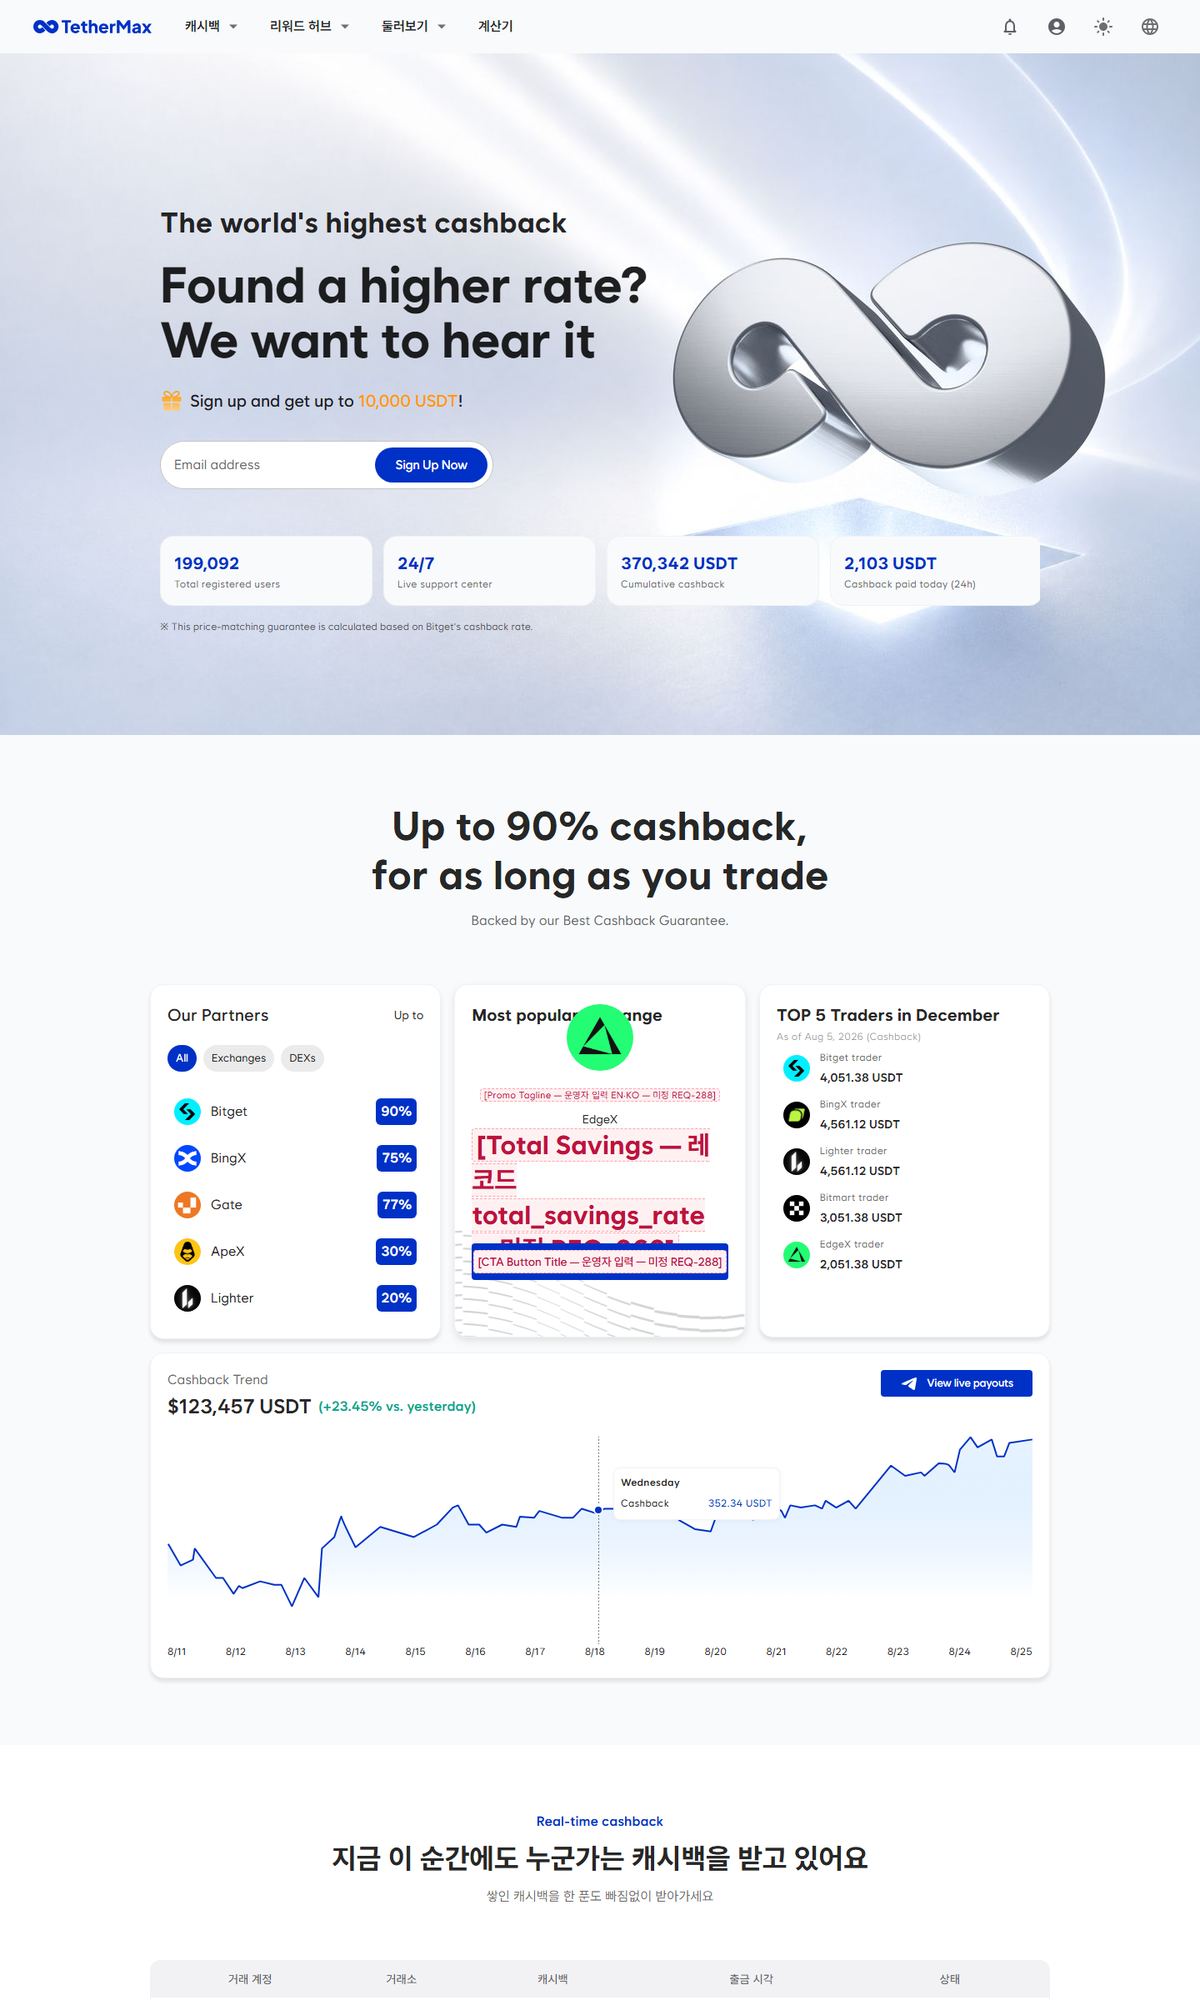 TetherMax
캐시백
리워드 허브
둘러보기
계산기
The world's highest cashback
Found a higher rate?
We want to hear it
Sign up and get up to 10,000 USDT!
Email address
Sign Up Now
199,092
Total registered users
24/7
Live support center
370,342 USDT
Cumulative cashback
2,103 USDT
Cashback paid today (24h)
※ This price-matching guarantee is calculated based on Bitget's cashback rate.
Up to 90% cashback,
for as long as you trade
Backed by our Best Cashback Guarantee.
Our Partners
Up to
All
Exchanges
DEXs
Bitget
90%
BingX
75%
Gate
77%
ApeX
30%
Lighter
20%
Most popular
[Promo Tagline — 운영자 입력 EN·KO — 미정 REQ-288]
EdgeX
[Total Savings — 레
코드
total_savings_rate
[CTA Button Title — 운영자 입력 — 미정 REQ-288]
TOP 5 Traders in December
As of Aug 5, 2026 (Cashback)
Bitget trader
4,051.38 USDT
BingX trader
4,561.12 USDT
Lighter trader
4,561.12 USDT
Bitmart trader
3,051.38 USDT
EdgeX trader
2,051.38 USDT
Cashback Trend
$123,457 USDT (+23.45% vs. yesterday)
View live payouts
Wednesday
Cashback 352.34 USDT
8/11 8/12 8/13 8/14 8/15 8/16 8/17 8/18 8/19 8/20 8/21 8/22 8/23 8/24 8/25
Real-time cashback
지금 이 순간에도 누군가는 캐시백을 받고 있어요
쌓인 캐시백을 한 푼도 빠짐없이 받아가세요
거래 계정 거래소 캐시백 출금 시각 상태